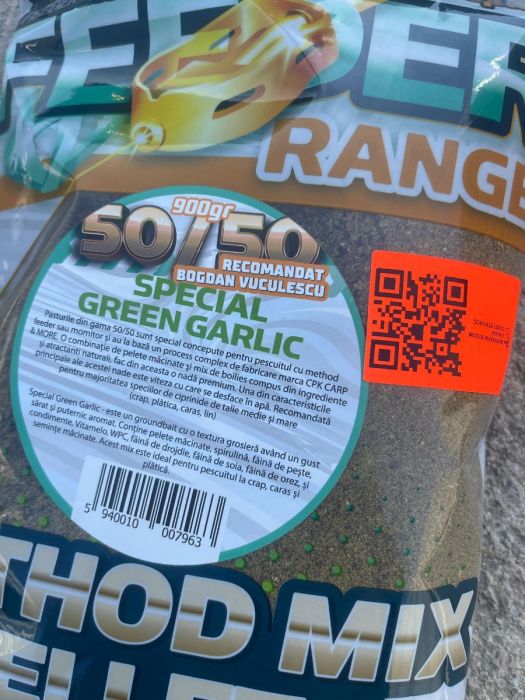 FEEDER
RANGE
900gr
50/50
RECOMANDAT
BOGDAN VUCULESCU
SPECIAL
GREEN GARLIC
Pasturile din gama 50/50 sunt special concepute pentru pescuitul cu method
feeder sau momitor și au la bază un process complex de fabricare marca CPK CARP
& MORE. O combinație de pelete măcinate și mix de boilies compus din ingrediente
și atractanti naturali, fac din aceasta o nadă premium. Una din caracteristicile
principale ale acestei nade este viteza cu care se desface în apă. Recomandată
pentru majoritatea speciilor de ciprinide de talie medie și mare
(crap, plătica, caras, lin)
Special Green Garlic - este un groundbait cu o textura grosieră având un gust
sărat și puternic aromat. Conține pelete măcinate, spirulină, făină de pește,
condimente, Vitamelo, WPC, făină de drojdie, făină de soia, făină de orez, și
semințe măcinate. Acest mix este ideal pentru pescuitul la crap, caras și
plătică.
5 940010 007963
METHOD MIX